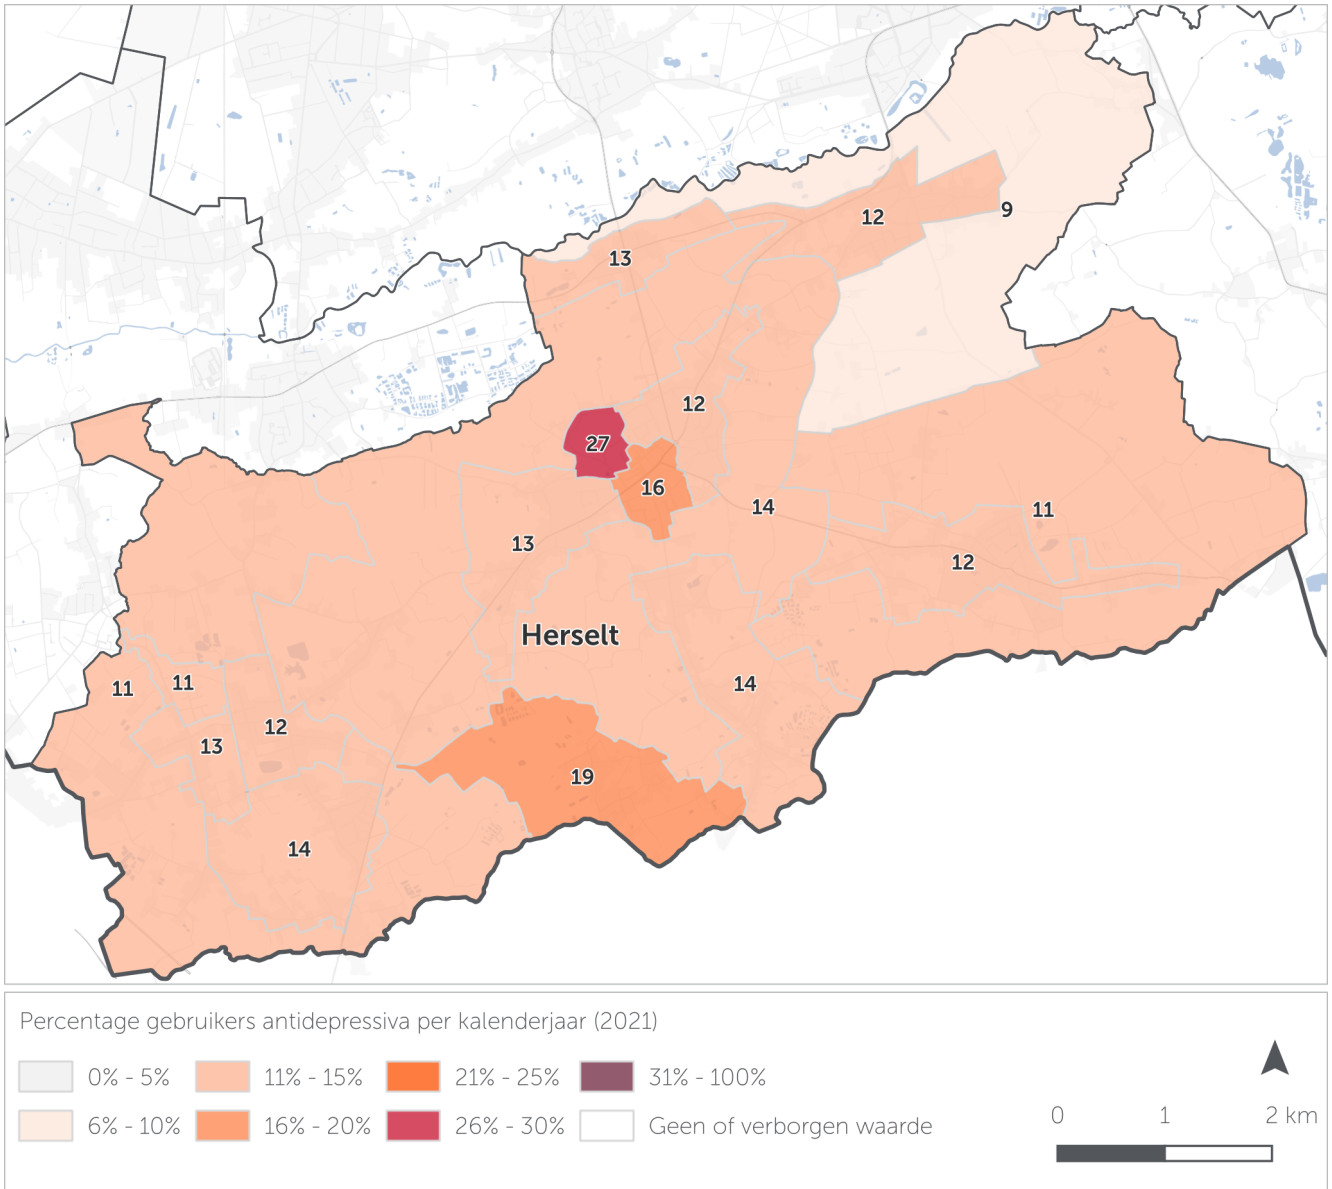 9
12
13
12
27
16
14
11
13
12
Herselt
14
11
11
12
13
19
14
Percentage gebruikers antidepressiva per kalenderjaar (2021)
0% - 5%
11% - 15%
21% - 25%
31% - 100%
6% - 10%
16% - 20%
26% - 30%
Geen of verborgen waarde
0 1 2 km